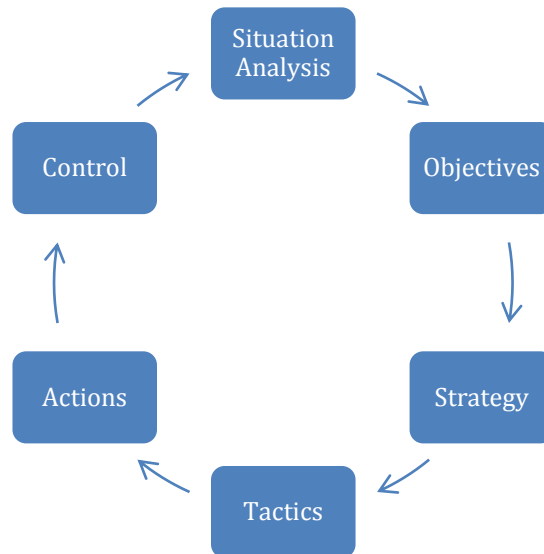 Situation
Analysis
Objectives
Strategy
Tactics
Actions
Control